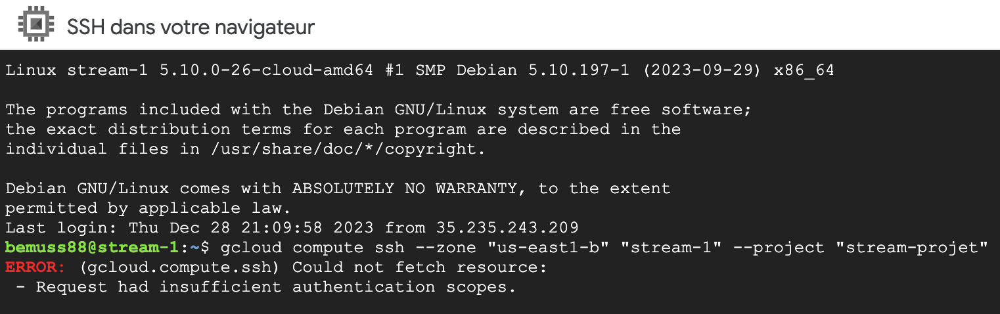 SSH dans votre navigateur
Linux stream-1 5.10.0-26-cloud-amd64 #1 SMP Debian 5.10.197-1 (2023-09-29) x86_64
The programs included with the Debian GNU/Linux system are free software;
the exact distribution terms for each program are described in the
individual files in /usr/share/doc/*/copyright.
Debian GNU/Linux comes with ABSOLUTELY NO WARRANTY, to the extent
permitted by applicable law.
Last login: Thu Dec 28 21:09:58 2023 from 35.235.243.209
bemuss88@stream-1:~$ gcloud compute ssh --zone "us-east1-b" "stream-1" --project "stream-projet"
ERROR: (gcloud.compute.ssh) Could not fetch resource:
 - Request had insufficient authentication scopes.